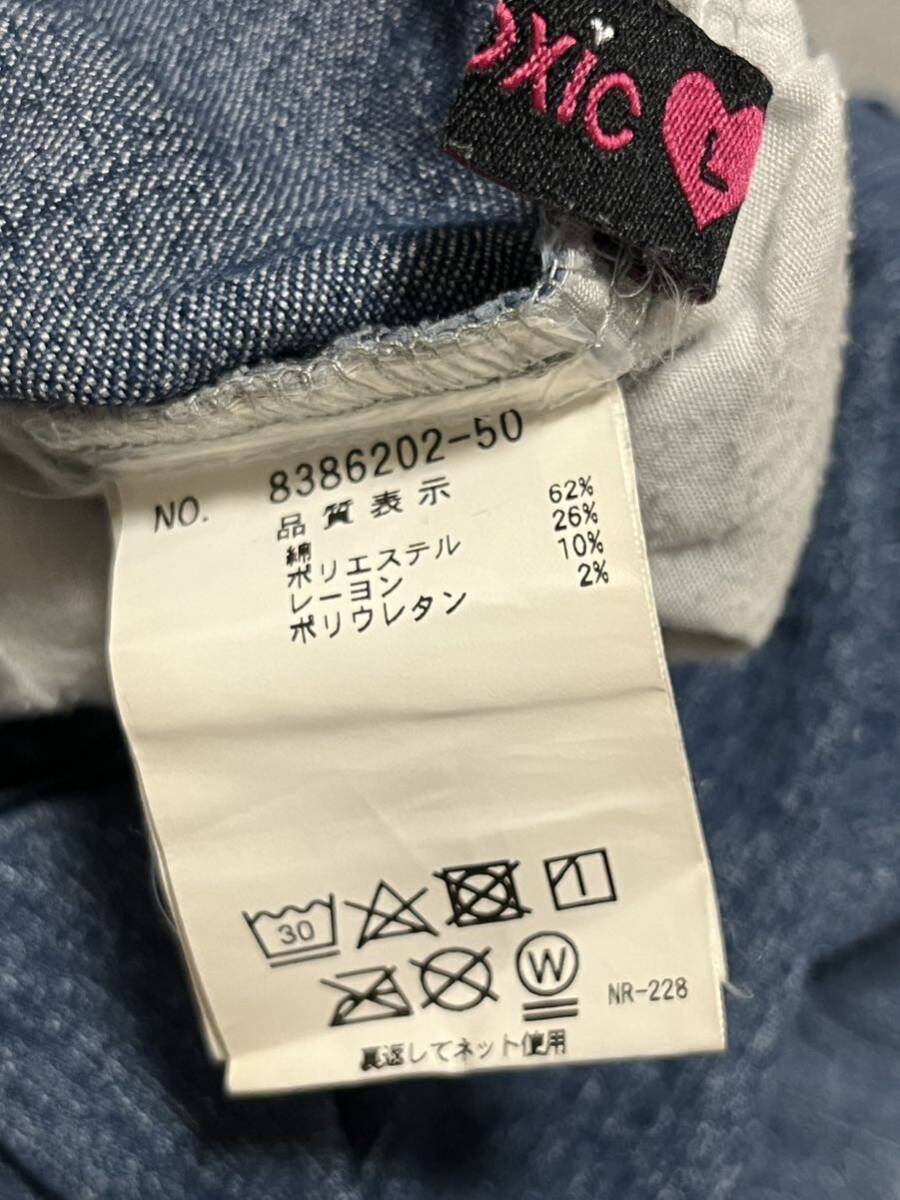 OXIC
L
NO. 8386202-50
品質表示
綿 62%
ポリエステル 26%
レーヨン 10%
ポリウレタン 2%
30
W
NR-228
裏返してネット使用